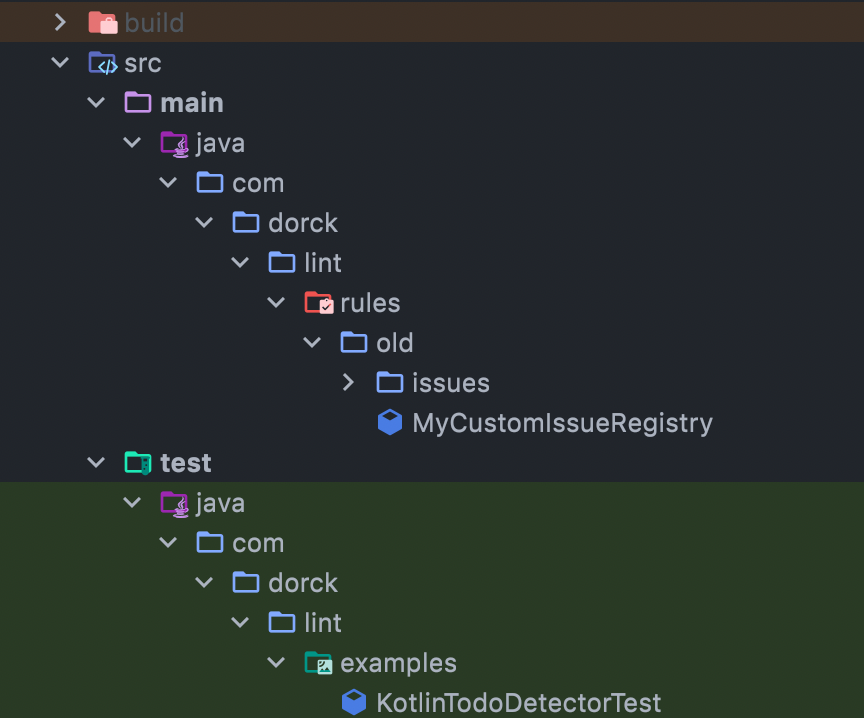 build
src
main
java
com
dorck
lint
rules
old
issues
MyCustomIssueRegistry
test
java
com
dorck
lint
examples
KotlinTodoDetectorTest